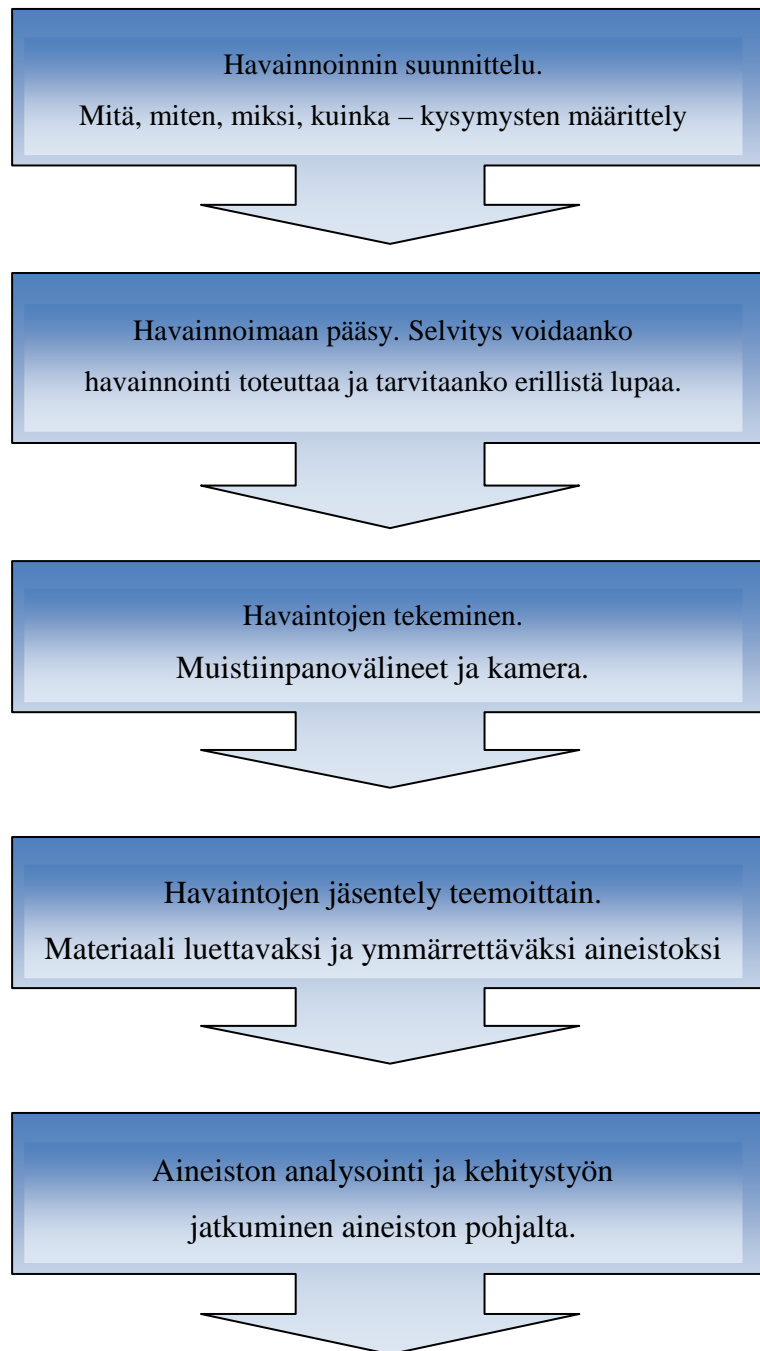 Havainnoinnin suunnittelu.
Mitä, miten, miksi, kuinka – kysymysten määrittely
Havainnoimaan pääsy. Selvitys voidaanko
havainnointi toteuttaa ja tarvitaanko erillistä lupaa.
Havaintojen tekeminen.
Muistiinpanovälineet ja kamera.
Havaintojen jäsentely teemoittain.
Materiaali luettavaksi ja ymmärrettäväksi aineistoksi
Aineiston analysointi ja kehitystyön
jatkuminen aineiston pohjalta.